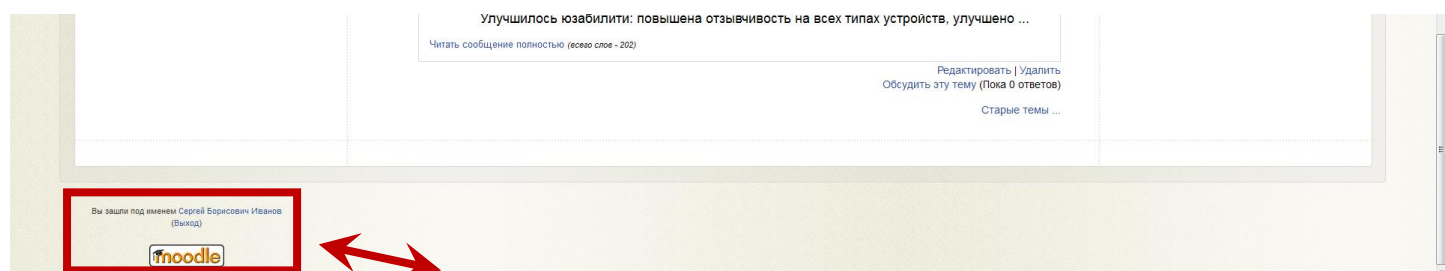 Улучшилось юзабилити: повышена отзывчивость на всех типах устройств, улучшено ...
Читать сообщение полностью (всего слов - 202)
Редактировать | Удалить
Обсудить эту тему (Пока 0 ответов)
Старые темы ...
Вы зашли под именем Сергей Борисович Иванов
(Выход)
moodle